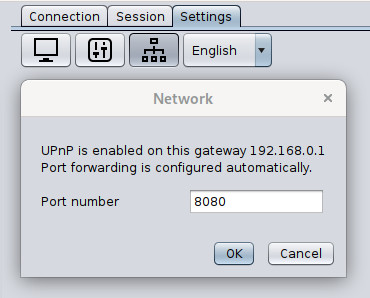 Connection Session Settings
English
Network
UPnP is enabled on this gateway 192.168.0.1
Port forwarding is configured automatically.
Port number 8080
OK Cancel